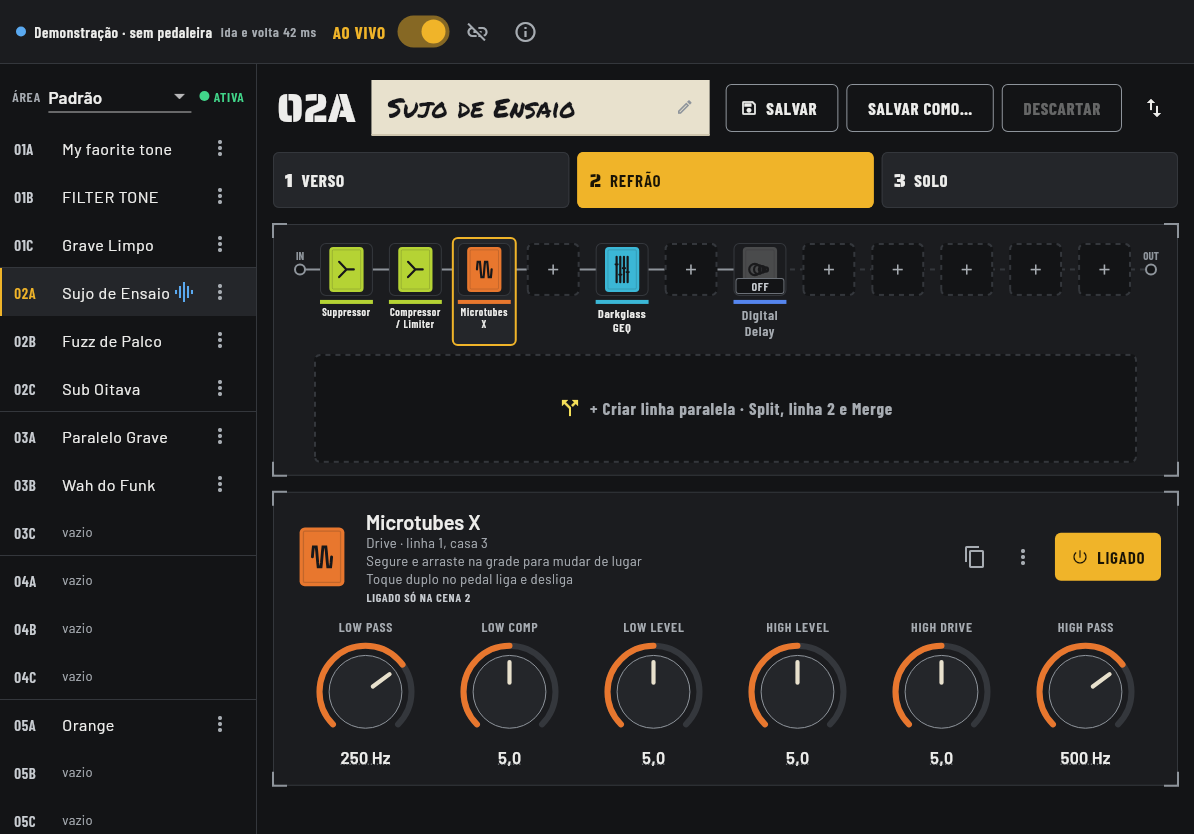 Demonstração · sem pedaleira Ida e volta 42 ms AO VIVO
ÁREA Padrão ATIVA
01A My faorite tone
01B FILTER TONE
01C Grave Limpo
02A Sujo de Ensaio
02B Fuzz de Palco
02C Sub Oitava
03A Paralelo Grave
03B Wah do Funk
03C vazio
04A vazio
04B vazio
04C vazio
05A Orange
05B vazio
05C vazio
02A Sujo de Ensaio SALVAR SALVAR COMO... DESCARTAR
1 VERSO 2 REFRÃO 3 SOLO
IN + + OFF + + + + + OUT
Suppressor
Compressor
/ Limiter
Microtubes
X
Darkglass
GEQ
Digital
Delay
+ Criar linha paralela · Split, linha 2 e Merge
Microtubes X
Drive · linha 1, casa 3
Segure e arraste na grade para mudar de lugar
Toque duplo no pedal liga e desliga
LIGADO SÓ NA CENA 2
LIGADO
LOW PASS LOW COMP LOW LEVEL HIGH LEVEL HIGH DRIVE HIGH PASS
250 Hz 5,0 5,0 5,0 5,0 500 Hz